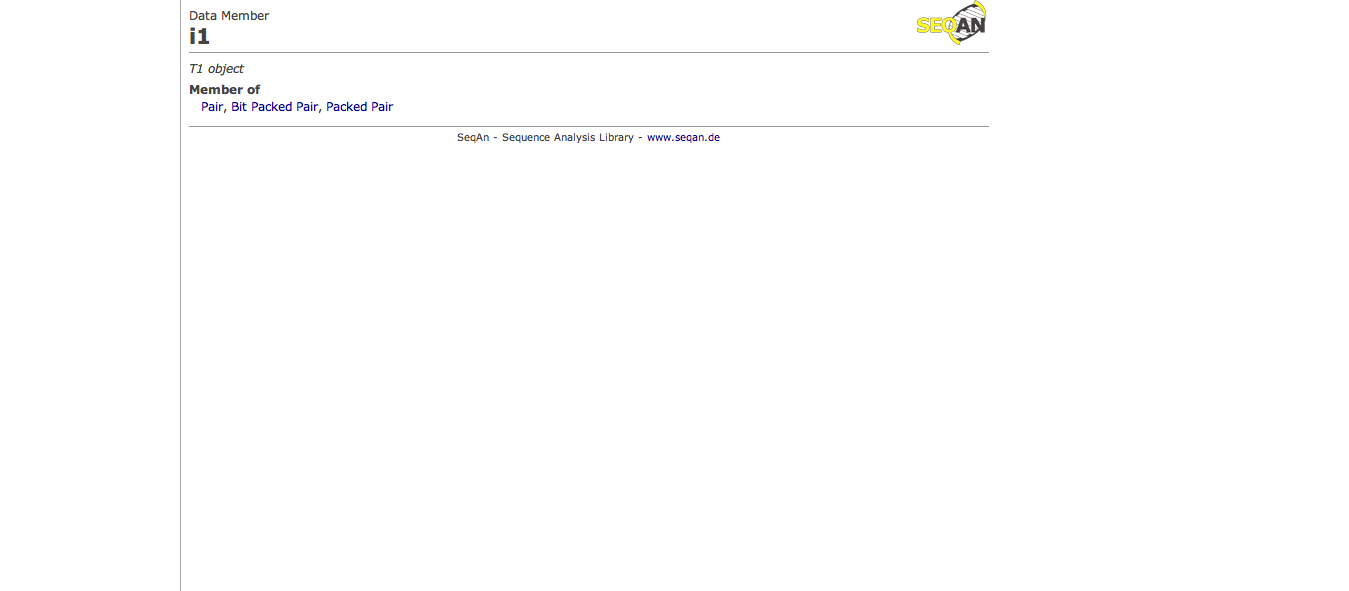 Data Member
i1
SEQAN
T1 object
Member of
Pair, Bit Packed Pair, Packed Pair
SeqAn - Sequence Analysis Library - www.seqan.de